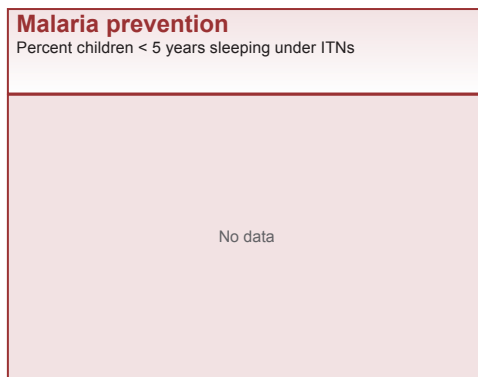 Malaria prevention
Percent children < 5 years sleeping under ITNs
No data